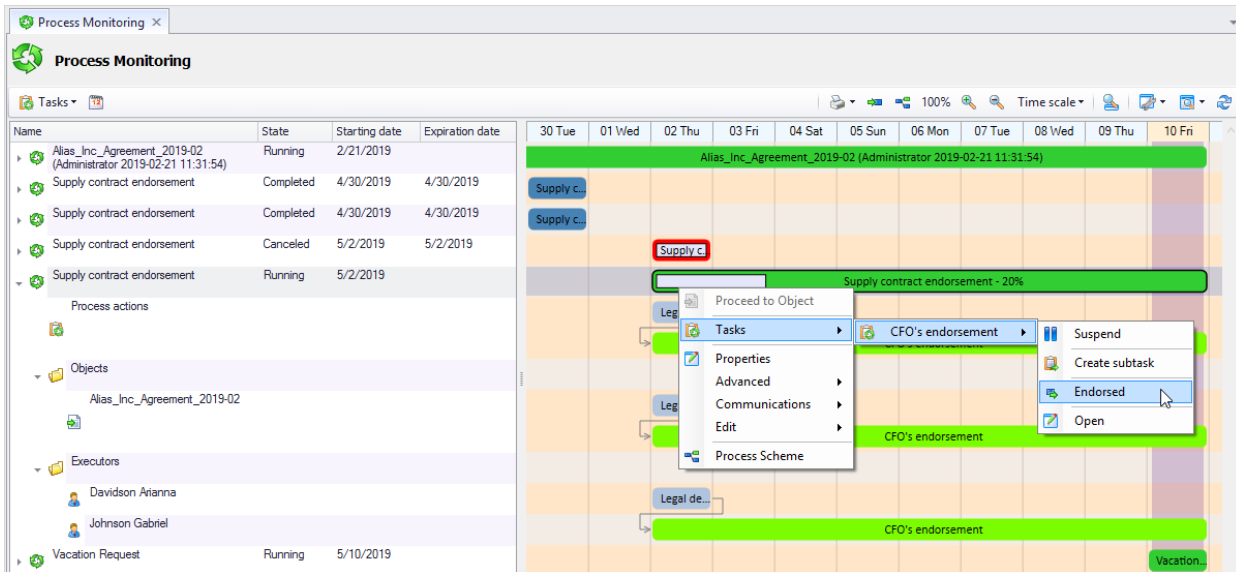 Process Monitoring
Process Monitoring
Tasks
12
100%
Time scale
Name State Starting date Expiration date 30 Tue 01 Wed 02 Thu 03 Fri 04 Sat 05 Sun 06 Mon 07 Tue 08 Wed 09 Thu 10 Fri
Alias_Inc_Agreement_2019-02 Running 2/21/2019
(Administrator 2019-02-21 11:31:54)
Alias_Inc_Agreement_2019-02 (Administrator 2019-02-21 11:31:54)
Supply contract endorsement Completed 4/30/2019 4/30/2019
Supply c...
Supply contract endorsement Completed 4/30/2019 4/30/2019
Supply c...
Supply contract endorsement Canceled 5/2/2019 5/2/2019
Supply c.
Supply contract endorsement Running 5/2/2019
Supply contract endorsement - 20%
Process actions
Leg
CFO's endorsement
Objects
Alias_Inc_Agreement_2019-02
Leg
CFO's endorsement
Executors
Davidson Arianna
Legal de...
Johnson Gabriel
CFO's endorsement
Vacation Request Running 5/10/2019
Vacation...
Proceed to Object
Tasks
Properties
Advanced
Communications
Edit
Process Scheme
CFO's endorsement
Suspend
Create subtask
Endorsed
Open